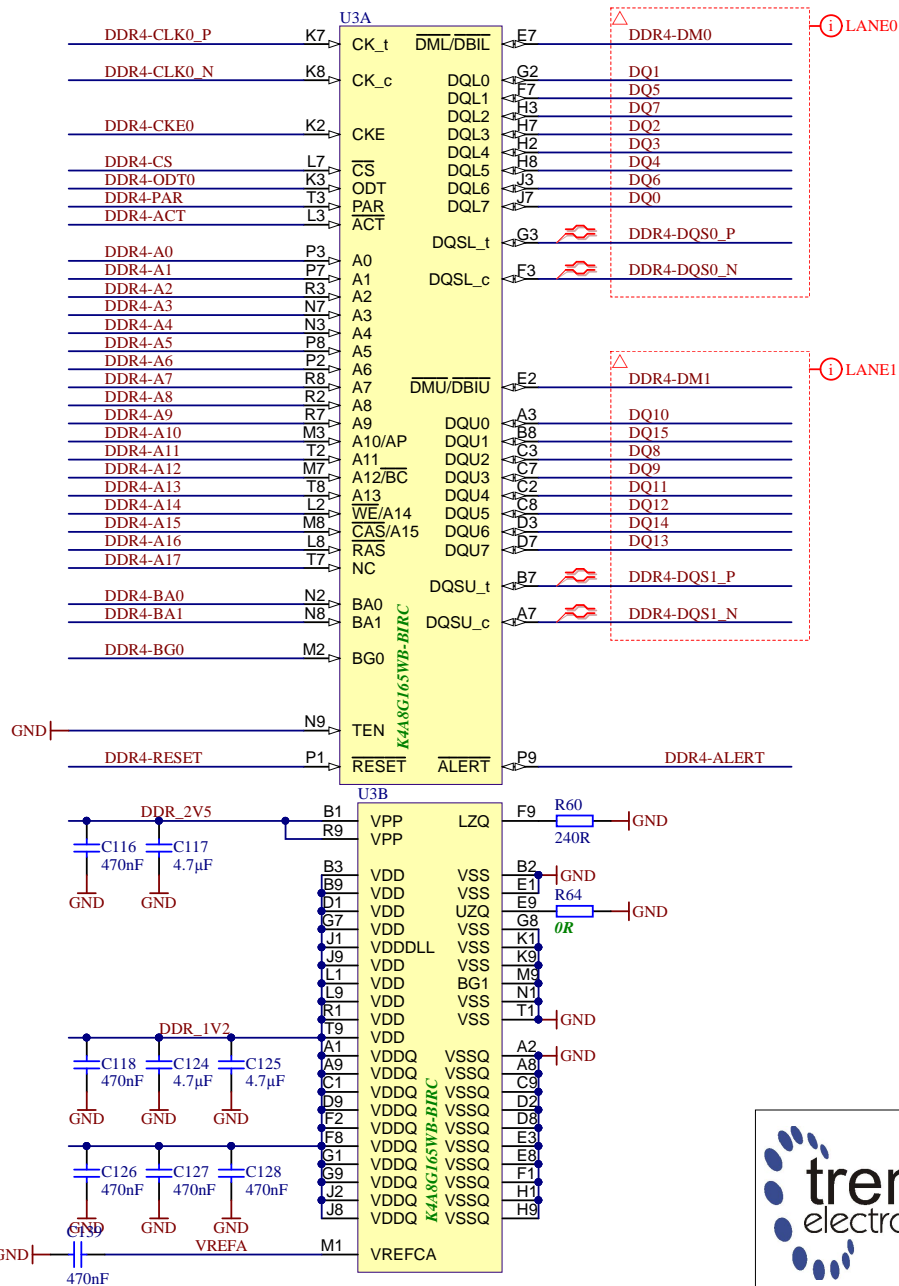 U3A
DDR4-CLK0_P K7 CK_t DML/DBIL E7 DDR4-DM0 LANE0
DDR4-CLK0_N K8 CK_c DQL0 G2 DQ1
DQL1 F7 DQ5
DQL2 H3 DQ7
DDR4-CKE0 K2 CKE DQL3 H7 DQ2
DQL4 H2 DQ3
DDR4-CS L7 CS DQL5 H8 DQ4
DDR4-ODT0 K3 ODT DQL6 J3 DQ6
DDR4-PAR T3 PAR DQL7 J7 DQ0
DDR4-ACT L3 ACT
DQSL_t G3 DDR4-DQS0_P
DDR4-A0 P3 A0
DDR4-A1 P7 A1 DQSL_c F3 DDR4-DQS0_N
DDR4-A2 R3 A2
DDR4-A3 N7 A3
DDR4-A4 N3 A4
DDR4-A5 P8 A5
DDR4-A6 P2 A6 LANE1
DDR4-A7 R8 A7 DMU/DBIU E2 DDR4-DM1
DDR4-A8 R2 A8
DDR4-A9 R7 A9 DQU0 A3 DQ10
DDR4-A10 M3 A10/AP DQU1 B8 DQ15
DDR4-A11 T2 A11 DQU2 C3 DQ8
DDR4-A12 M7 A12/BC DQU3 C7 DQ9
DDR4-A13 T8 A13 DQU4 C2 DQ11
DDR4-A14 L2 WE/A14 DQU5 C8 DQ12
DDR4-A15 M8 CAS/A15 DQU6 D3 DQ14
DDR4-A16 L8 RAS DQU7 D7 DQ13
DDR4-A17 T7 NC
DQSU_t B7 DDR4-DQS1_P
DDR4-BA0 N2 BA0
DDR4-BA1 N8 BA1 DQSU_c A7 DDR4-DQS1_N
DDR4-BG0 M2 BG0
K4A8G165WB-BIRC
GND N9 TEN
DDR4-RESET P1 RESET ALERT P9 DDR4-ALERT
U3B
DDR_2V5 B1 VPP LZQ F9 R60 240R GND
R9 VPP
C116 470nF GND
C117 4.7µF GND
B3 VDD VSS B2 GND
B9 VDD VSS E1
D1 VDD UZQ E9 R64 0R GND
G7 VDD VSS G8
J1 VDDDLL VSS K1
J9 VDD VSS K9
L1 VDD BG1 M9
L9 VDD VSS N1
R1 VDD VSS T1 GND
DDR_1V2 T9 VDD
A1 VDDQ VSSQ A2 GND
A9 VDDQ VSSQ A8
C1 VDDQ VSSQ C9
D9 VDDQ VSSQ D2
F2 VDDQ VSSQ D8
F8 VDDQ VSSQ E3
G1 VDDQ VSSQ E8
G9 VDDQ VSSQ F1
J2 VDDQ VSSQ H1
J8 VDDQ VSSQ H9
C118 470nF GND
C124 4.7µF GND
C125 4.7µF GND
C126 470nF GND
C127 470nF GND
C128 470nF GND
K4A8G165WB-BIRC
GND C139 470nF VREFA M1 VREFCA
tren
electro